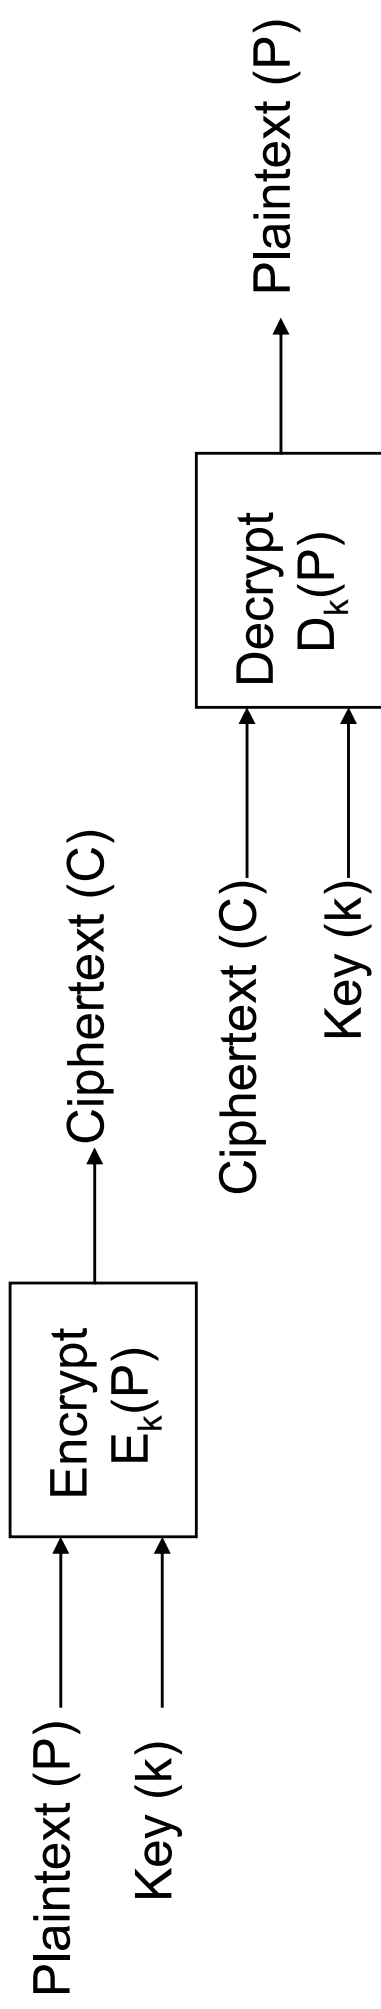 Plaintext (P)
Key (k)
Encrypt
Eₖ(P)
Ciphertext (C)
Ciphertext (C)
Key (k)
Decrypt
Dₖ(P)
Plaintext (P)